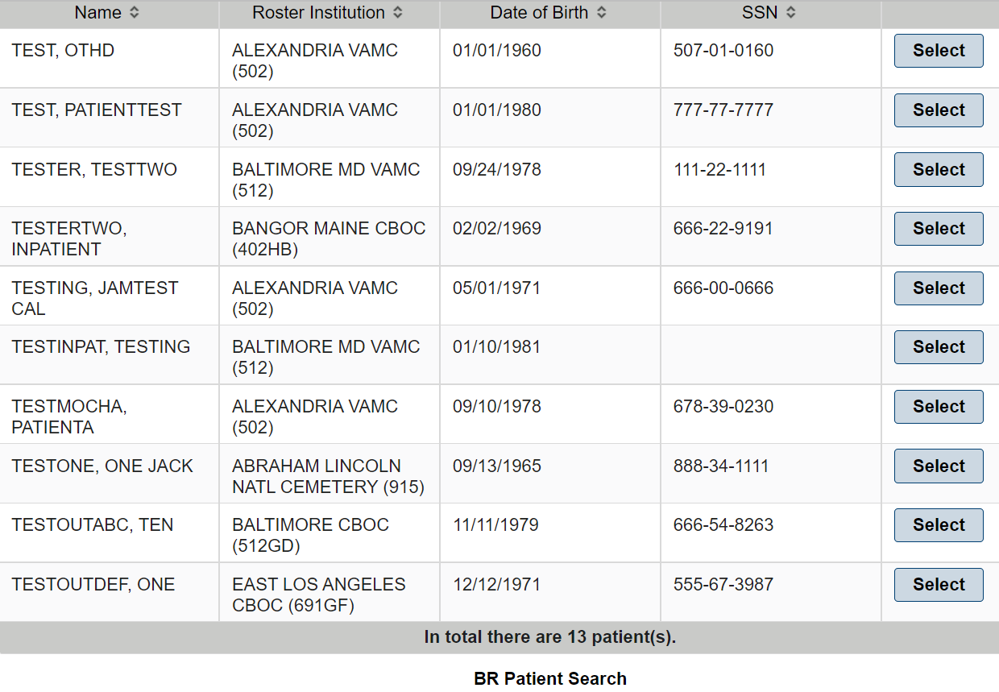 Name Roster Institution Date of Birth SSN
TEST, OTHD ALEXANDRIA VAMC 01/01/1960 507-01-0160 Select
(502)
TEST, PATIENTTEST ALEXANDRIA VAMC 01/01/1980 777-77-7777 Select
(502)
TESTER, TESTTWO BALTIMORE MD VAMC 09/24/1978 111-22-1111 Select
(512)
TESTERTWO, BANGOR MAINE CBOC 02/02/1969 666-22-9191 Select
INPATIENT (402HB)
TESTING, JAMTEST ALEXANDRIA VAMC 05/01/1971 666-00-0666 Select
CAL (502)
TESTINPAT, TESTING BALTIMORE MD VAMC 01/10/1981 Select
(512)
TESTMOCHA, ALEXANDRIA VAMC 09/10/1978 678-39-0230 Select
PATIENTA (502)
TESTONE, ONE JACK ABRAHAM LINCOLN 09/13/1965 888-34-1111 Select
NATL CEMETERY (915)
TESTOUTABC, TEN BALTIMORE CBOC 11/11/1979 666-54-8263 Select
(512GD)
TESTOUTDEF, ONE EAST LOS ANGELES 12/12/1971 555-67-3987 Select
CBOC (691GF)
In total there are 13 patient(s).
BR Patient Search